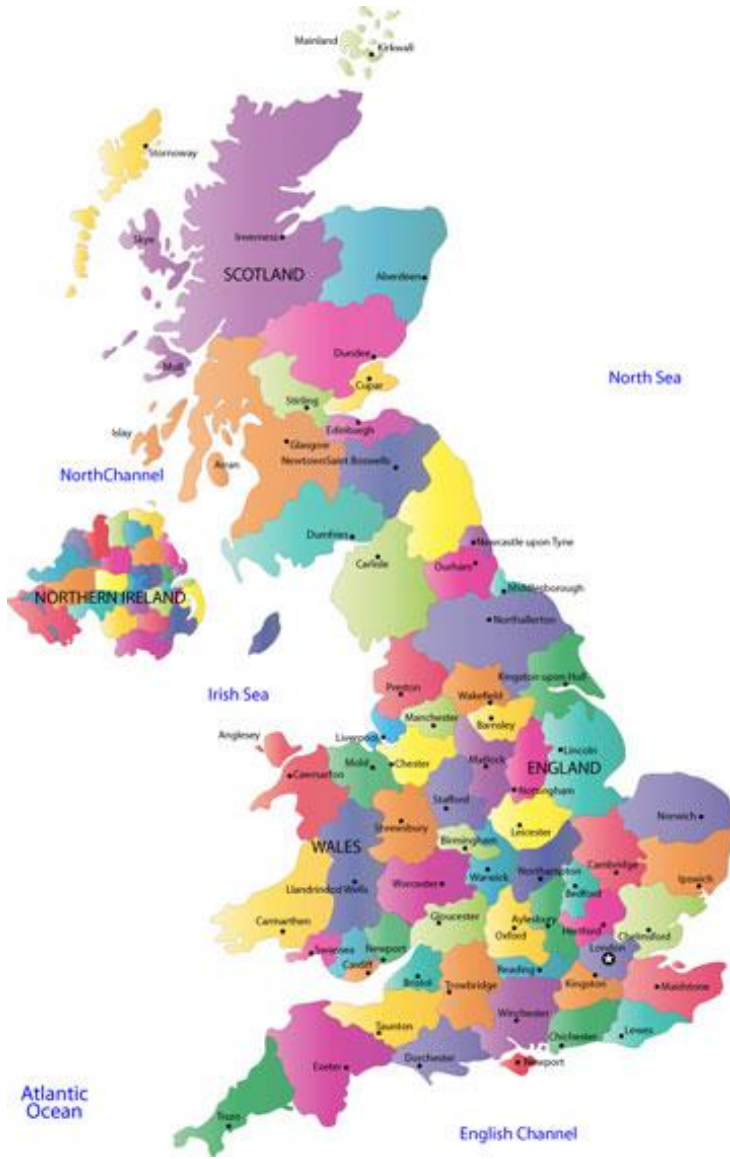 Mainland
Kirkwall
Stornoway
Skye
Inverness
SCOTLAND
Aberdeen
Mull
Dundee
Cupar
North Sea
Stirling
Islay
Edinburgh
Glasgow
Arran
NewtownSaint Boswells
NorthChannel
Dumfries
Newcastle upon Tyne
Carlisle
Durham
Middlesborough
NORTHERN IRELAND
Northallerton
Kingston upon Hull
Irish Sea
Preston
Wakefield
Manchester
Barnsley
Anglesey
Liverpool
Lincoln
Mold
Chester
Matlock
ENGLAND
Caernarfon
Nottingham
Stafford
Norwich
Shrewsbury
Leicester
WALES
Birmingham
Northampton
Cambridge
Llandrindod Wells
Worcester
Warwick
Bedford
Ipswich
Carmarthen
Gloucester
Aylesbury
Oxford
Hertford
Chelmsford
Swansea
Newport
London
Cardiff
Bristol
Reading
Kingston
Maidstone
Trowbridge
Winchester
Taunton
Chichester
Lewes
Dorchester
Newport
Exeter
Atlantic
Ocean
Truro
English Channel